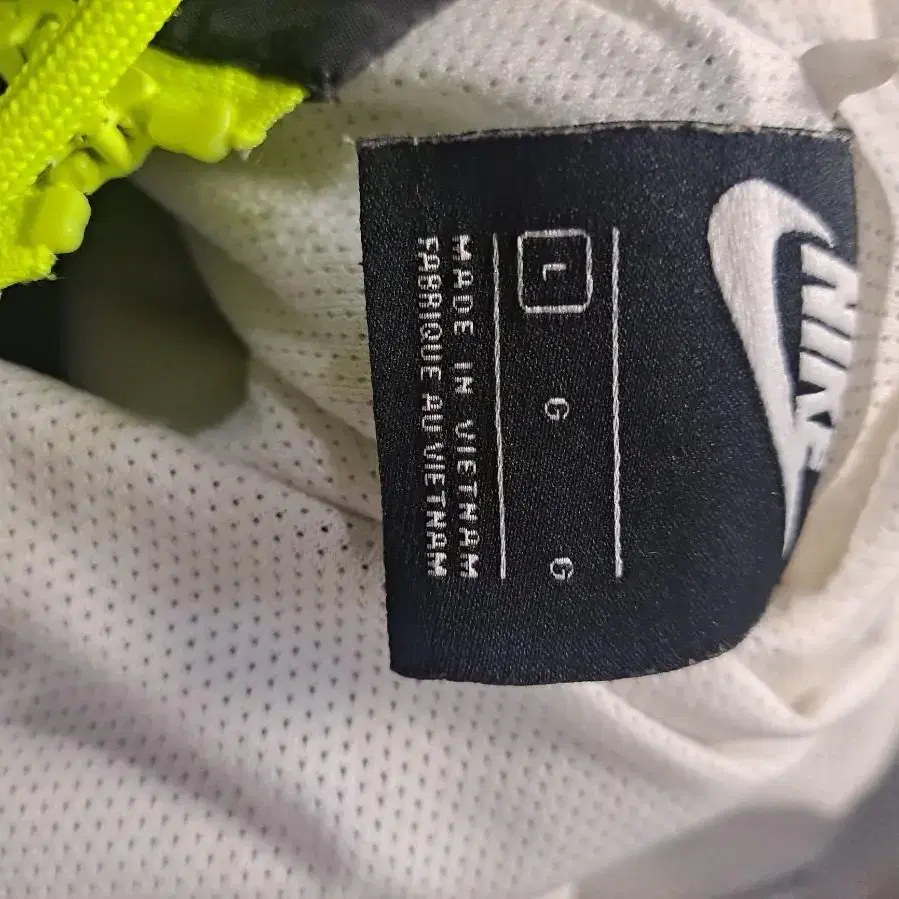 NIKE
L G G
MADE IN VIETNAM
FABRIQUE AU VIETNAM